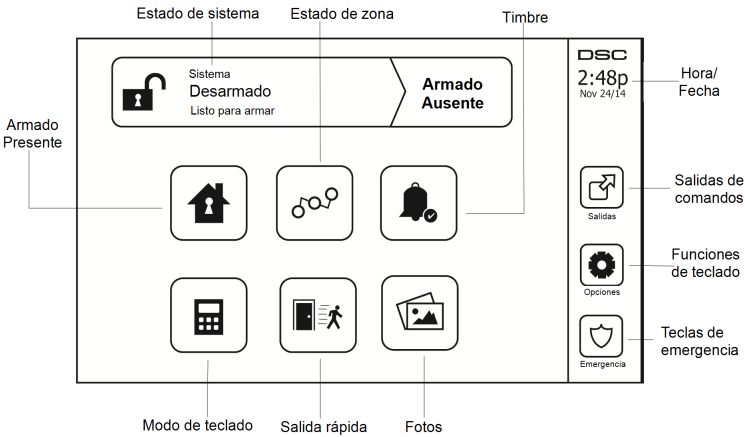 Estado de sistema
Estado de zona
Timbre
DSC
Sistema
Desarmado
Listo para armar
Armado
Ausente
2:48p
Nov 24/14
Hora/
Fecha
Armado
Presente
Salidas
Salidas de
comandos
Opciones
Funciones
de teclado
Emergencia
Teclas de
emergencia
Modo de teclado
Salida rápida
Fotos